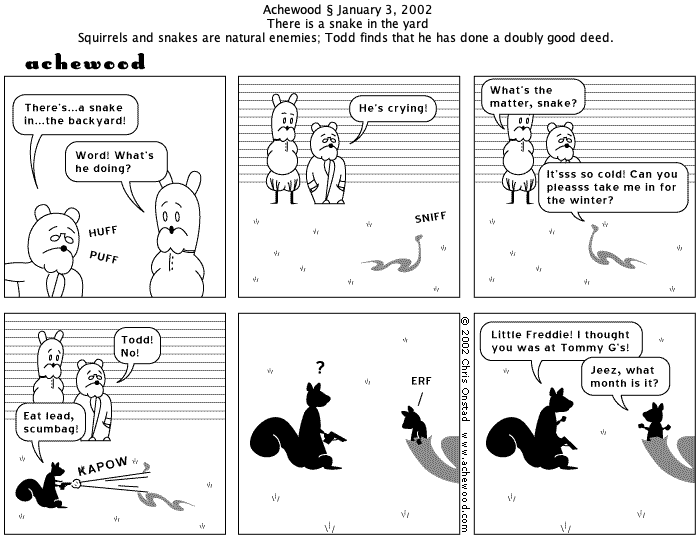 Achewood § January 3, 2002
There is a snake in the yard
Squirrels and snakes are natural enemies; Todd finds that he has done a doubly good deed.
achewood
There's...a snake
in...the backyard!
Word! What's
he doing?
HUFF
PUFF
He's crying!
SNIFF
What's the
matter, snake?
It'sss so cold! Can you
pleasss take me in for
the winter?
Todd!
No!
Eat lead,
scumbag!
KAPOW
?
ERF
© 2002 Chris Onstad www.achewood.com
Little Freddie! I thought
you was at Tommy G's!
Jeez, what
month is it?